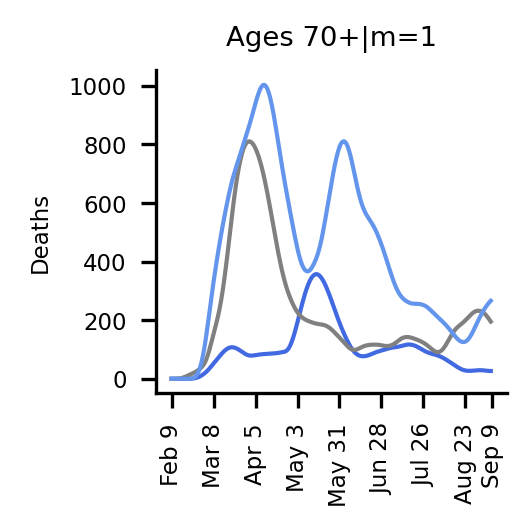 Ages 70+|m=1
Deaths
1000
800
600
400
200
0
Feb 9
Mar 8
Apr 5
May 3
May 31
Jun 28
Jul 26
Aug 23
Sep 9